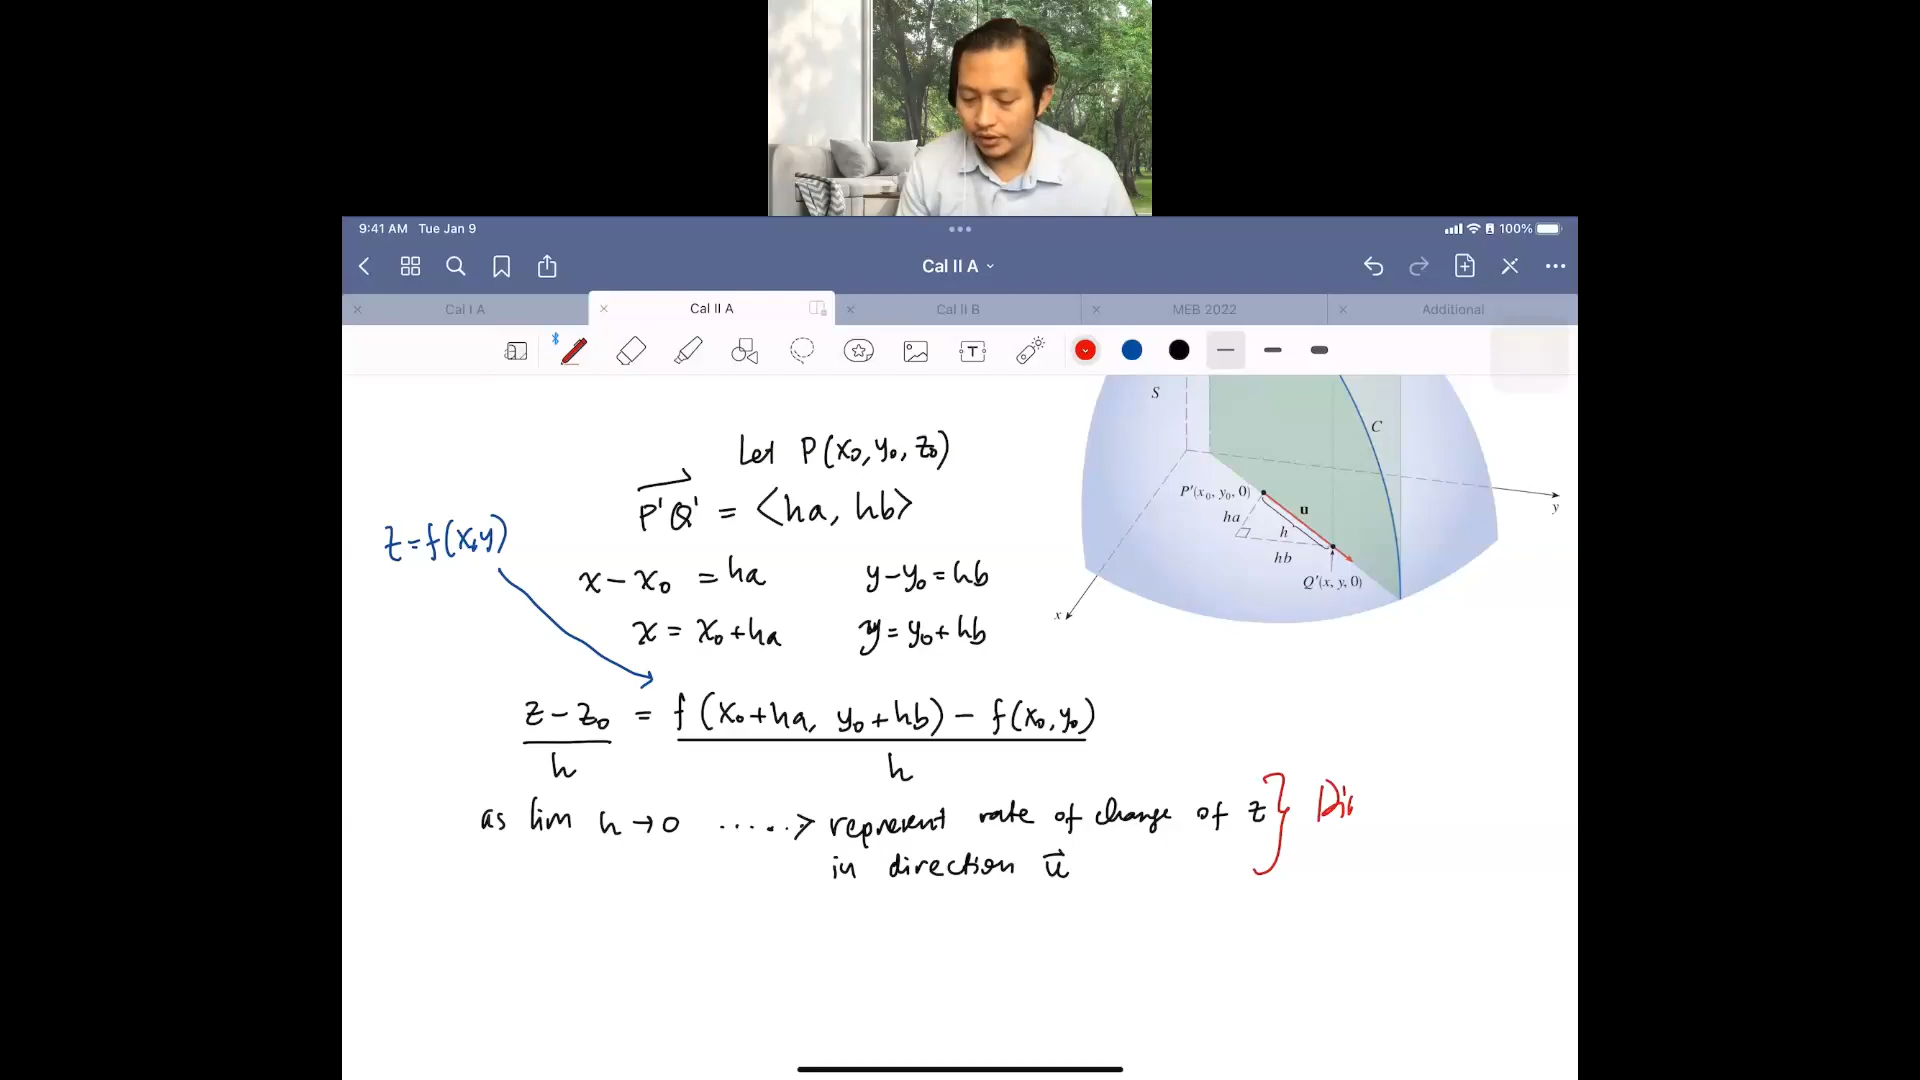 9:41 AM Tue Jan 9
100%
Cal II A
Cal I A
Cal II A
Cal II B
MEB 2022
Additional
T
S
C
P'(x₀, y₀, 0)
u
ha
h
hb
Q'(x, y, 0)
x
y
Let P(x₀, y₀, z₀)
P'Q' = <ha, hb>
z = f(x,y)
x − x₀ = ha y − y₀ = hb
x = x₀ + ha y = y₀ + hb
z − z₀ = f(x₀+ha, y₀+hb) − f(x₀, y₀)
h h
as lim h → 0 ......> represent rate of change of z } Dir
in direction u⃗